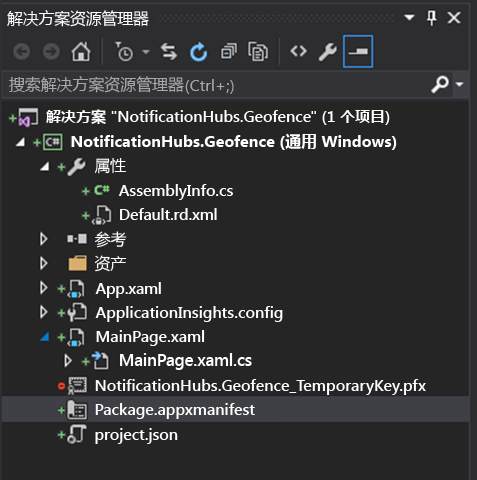 解决方案资源管理器
搜索解决方案资源管理器(Ctrl+;)
解决方案 "NotificationHubs.Geofence" (1 个项目)
C# NotificationHubs.Geofence (通用 Windows)
属性
C# AssemblyInfo.cs
Default.rd.xml
参考
资产
App.xaml
ApplicationInsights.config
MainPage.xaml
MainPage.xaml.cs
NotificationHubs.Geofence_TemporaryKey.pfx
Package.appxmanifest
project.json